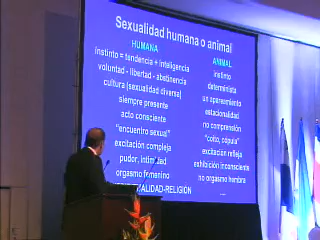 Sexualidad humana o animal
HUMANA
ANIMAL
instinto = tendencia + inteligencia
instinto
voluntad - libertad - abstinencia
determinista
cultura (sexualidad diversa)
un apareamiento
siempre presente
estacionalidad
acto consciente
no comprensión
"encuentro sexual"
"coito, cópula"
excitación compleja
excitación refleja
pudor, intimidad
exhibición inconsciente
orgasmo femenino
no orgasmo hembra
-RELIGION